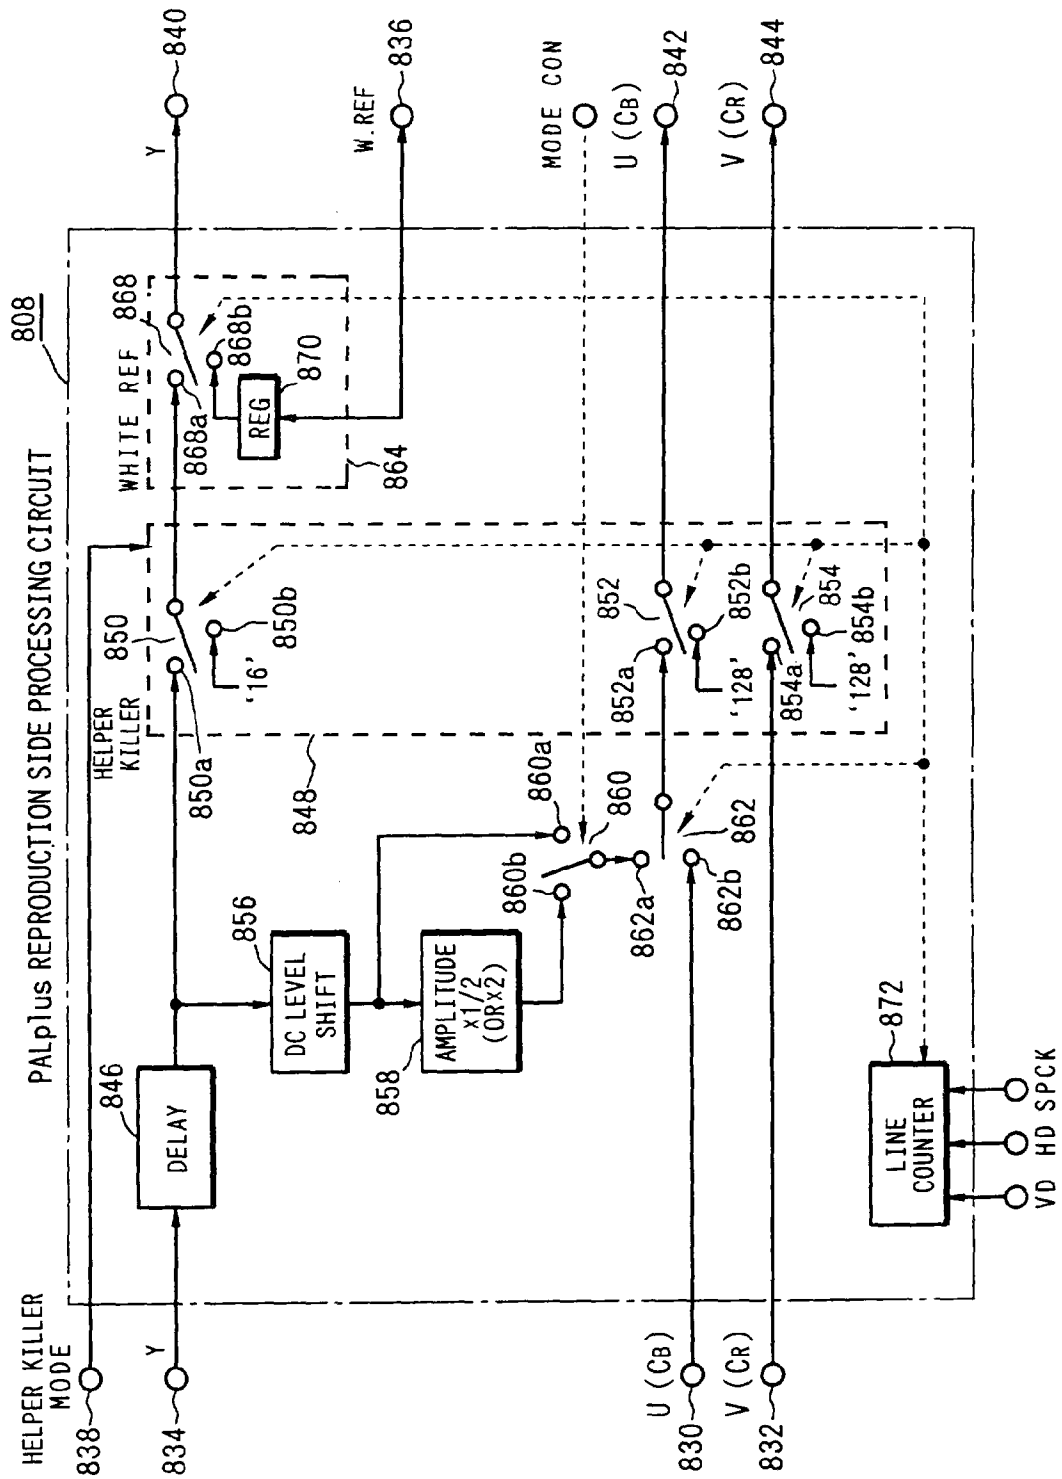 PALplus REPRODUCTION SIDE PROCESSING CIRCUIT
808
HELPER KILLER
MODE
838
Y
834
846
DELAY
HELPER
KILLER
850
850a
850b
'16'
848
WHITE REF
868
868a
868b
870
REG
864
Y
840
W.REF
836
856
DC LEVEL
SHIFT
858
AMPLITUDE
×1/2
(OR×2)
860a
860b
860
862a
862
862b
MODE CON
852
852a
852b
'128'
U (CB)
842
854
854a
854b
'128'
V (CR)
844
U (CB)
830
V (CR)
832
872
LINE
COUNTER
VD HD SPCK